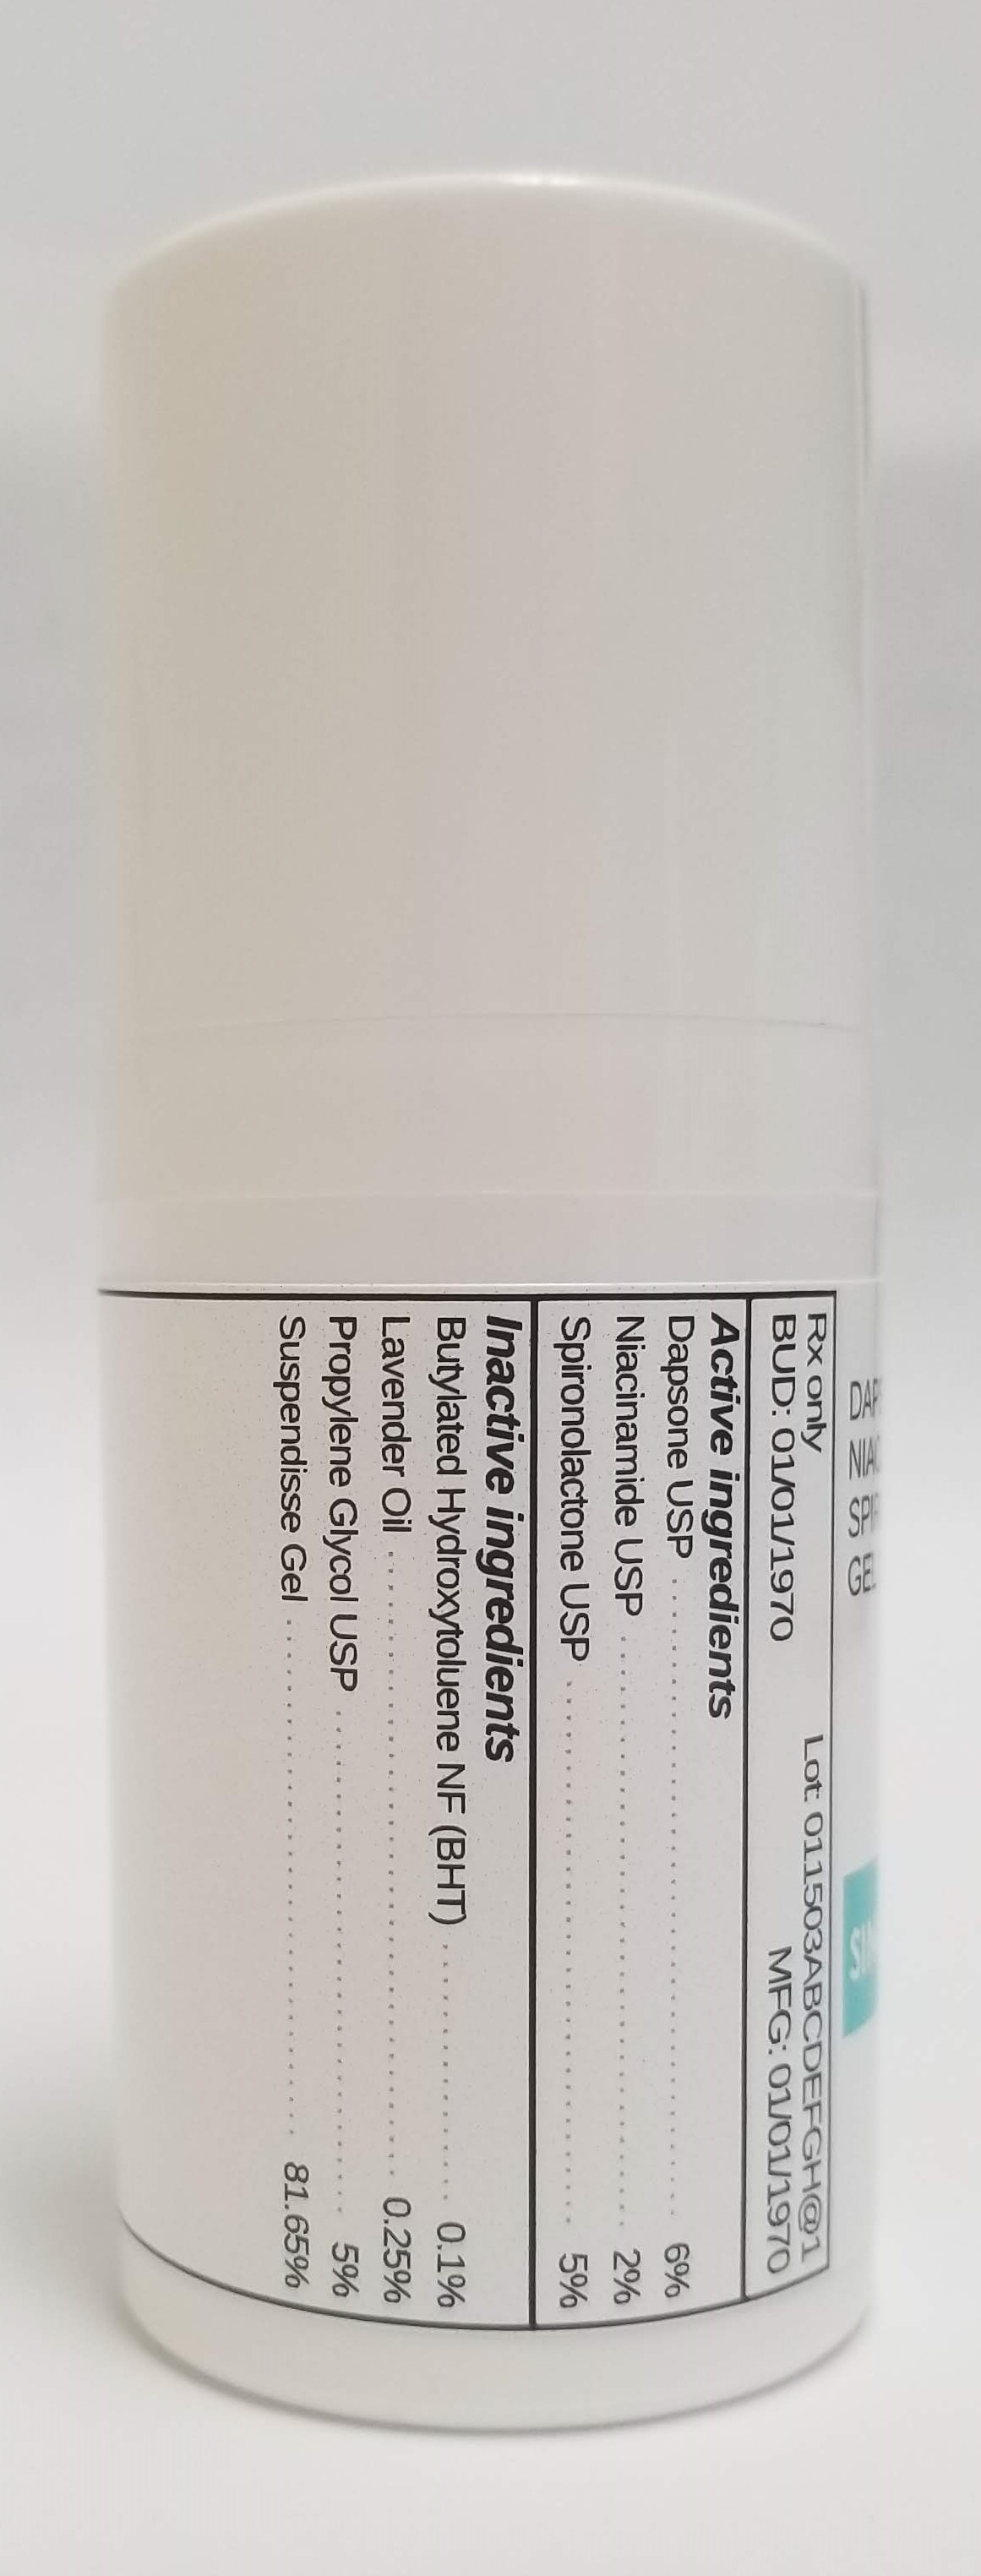 Rx only Lot: 011503ABCDEFGH@1
BUD: 01/01/1970 MFG: 01/01/1970
Active ingredients
Dapsone USP 6%
Niacinamide USP 2%
Spironolactone USP 5%
Inactive ingredients
Butylated Hydroxytoluene NF (BHT) 0.1%
Lavender Oil 0.25%
Propylene Glycol USP 5%
Suspendisse Gel 81.65%